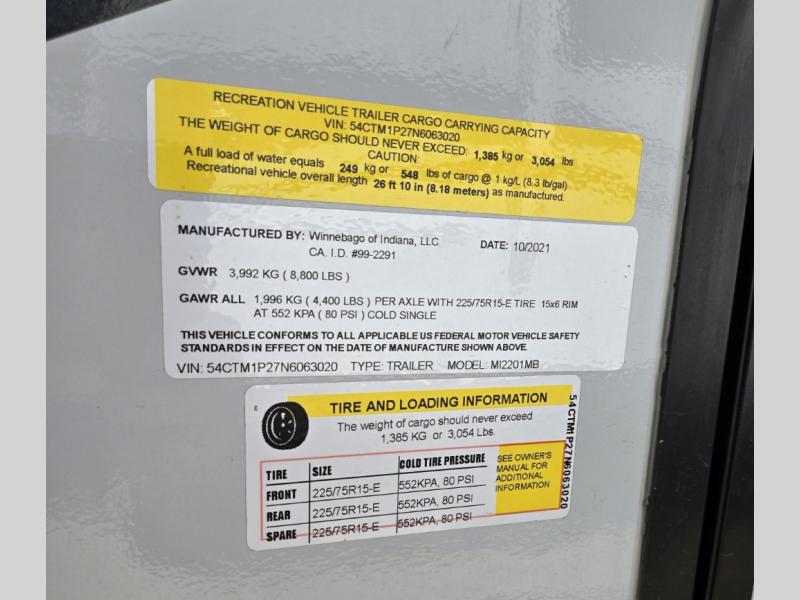 RECREATION VEHICLE TRAILER CARGO CARRYING CAPACITY
VIN: 54CTM1P27N6063020
THE WEIGHT OF CARGO SHOULD NEVER EXCEED: 1,385 kg or 3,054 lbs
CAUTION:
A full load of water equals 249 kg or 548 lbs of cargo @ 1 kg/L (8.3 lb/gal)
Recreational vehicle overall length 26 ft 10 in (8.18 meters) as manufactured.
MANUFACTURED BY: Winnebago of Indiana, LLC DATE: 10/2021
CA. I.D. #99-2291
GVWR 3,992 KG ( 8,800 LBS )
GAWR ALL 1,996 KG ( 4,400 LBS ) PER AXLE WITH 225/75R15-E TIRE 15x6 RIM
AT 552 KPA ( 80 PSI ) COLD SINGLE
THIS VEHICLE CONFORMS TO ALL APPLICABLE US FEDERAL MOTOR VEHICLE SAFETY
STANDARDS IN EFFECT ON THE DATE OF MANUFACTURE SHOWN ABOVE.
VIN: 54CTM1P27N6063020 TYPE: TRAILER MODEL: MI2201MB
TIRE AND LOADING INFORMATION
The weight of cargo should never exceed
1,385 KG or 3,054 Lbs.
TIRE SIZE COLD TIRE PRESSURE
FRONT 225/75R15-E 552KPA, 80 PSI
REAR 225/75R15-E 552KPA, 80 PSI
SPARE 225/75R15-E 552KPA, 80 PSI
SEE OWNER'S
MANUAL FOR
ADDITIONAL
INFORMATION
54CTM1P27N6063020